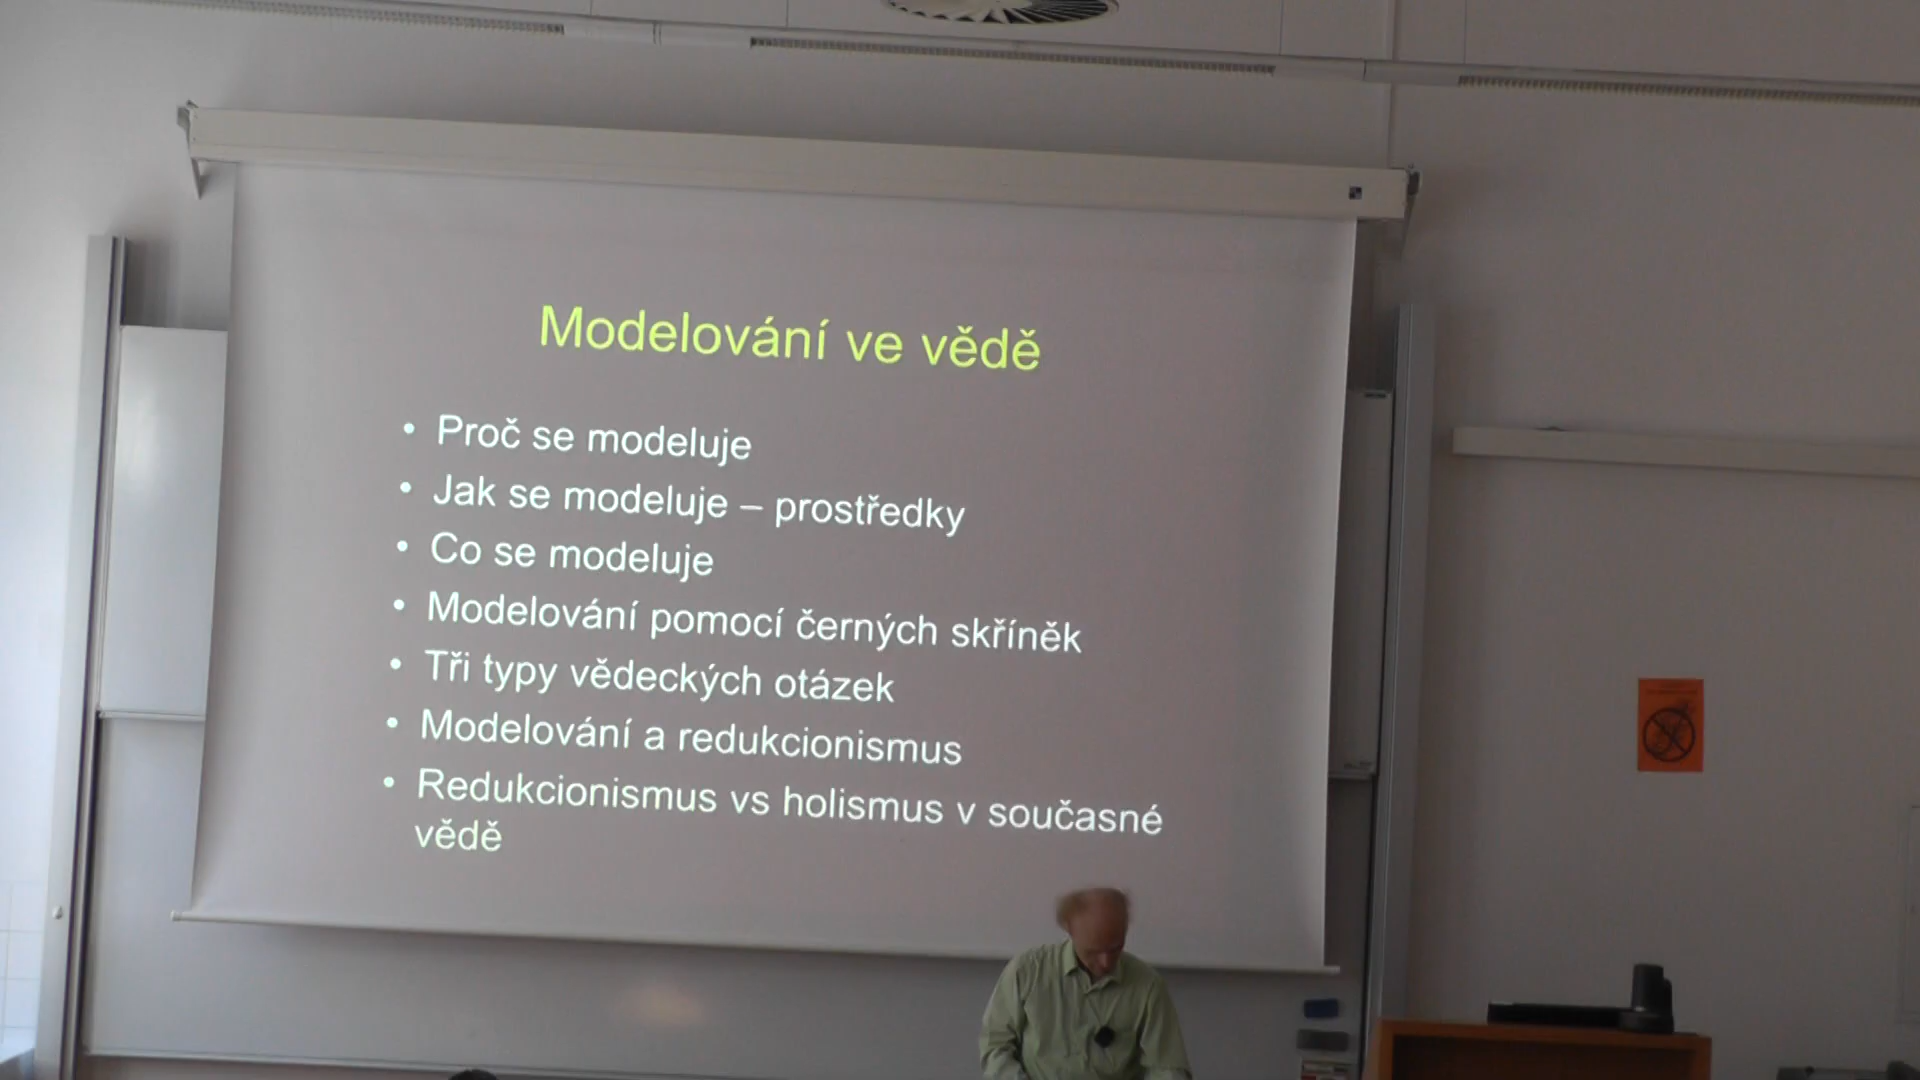 Modelování ve vědě
• Proč se modeluje
• Jak se modeluje – prostředky
• Co se modeluje
• Modelování pomocí černých skříněk
• Tři typy vědeckých otázek
• Modelování a redukcionismus
• Redukcionismus vs holismus v současné
vědě